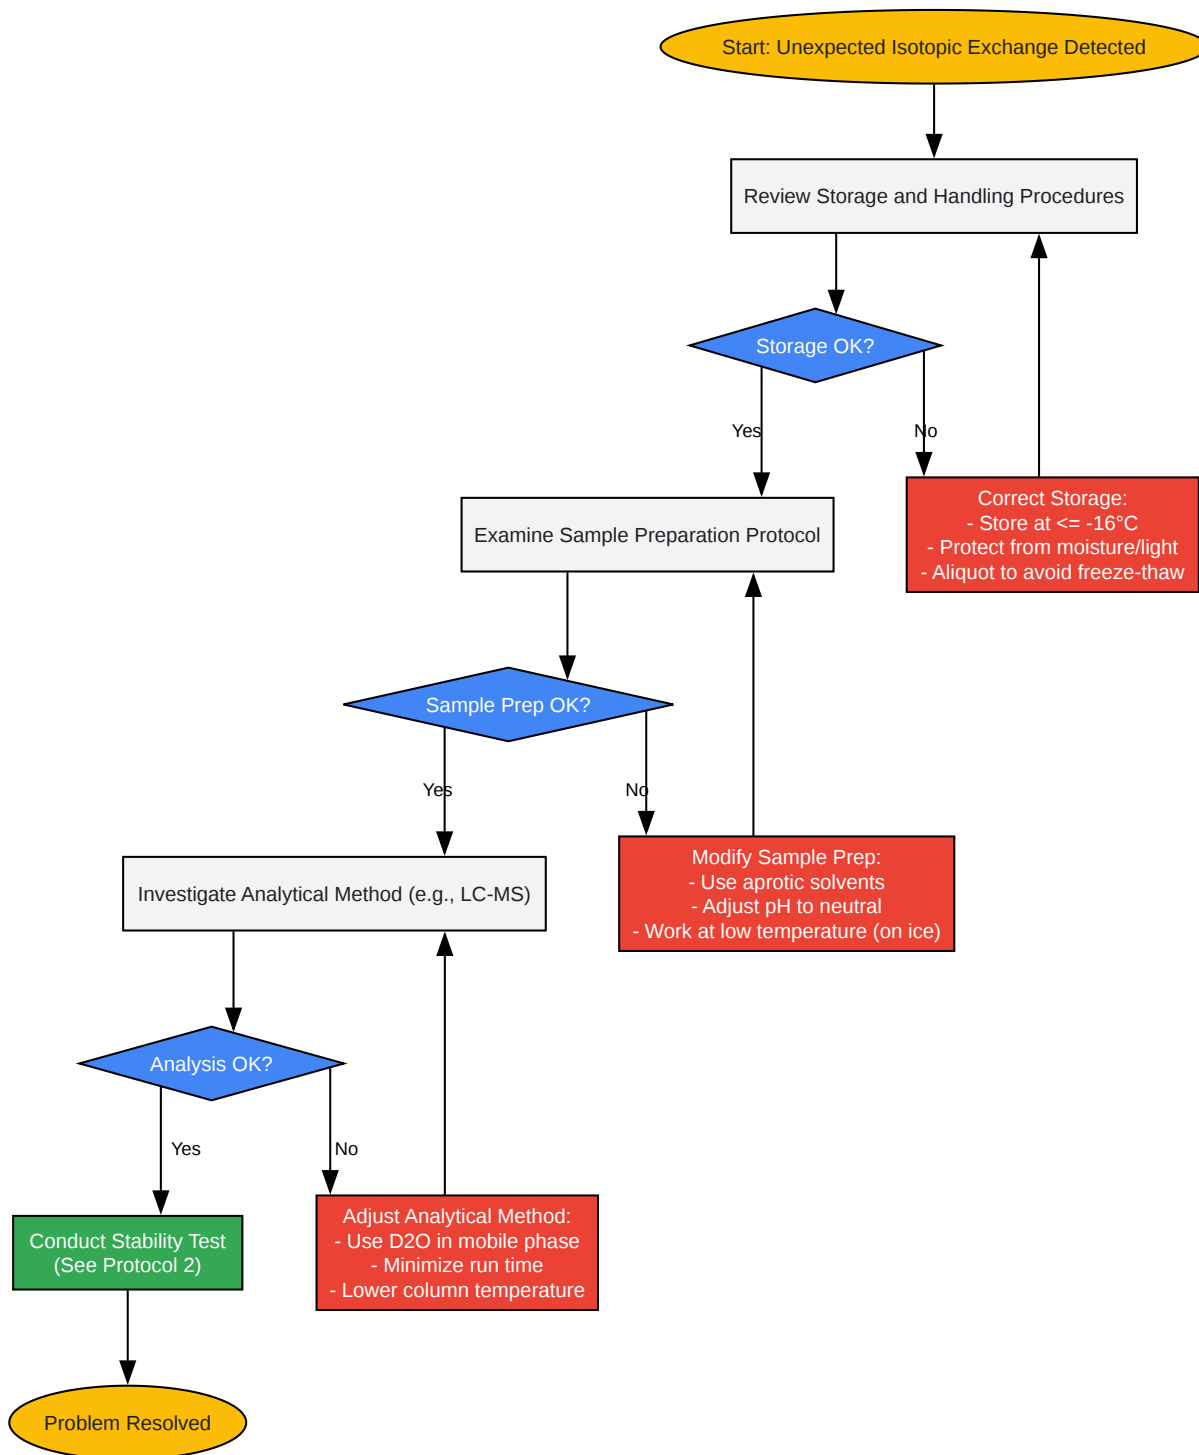 Start: Unexpected Isotopic Exchange Detected
Review Storage and Handling Procedures
Storage OK?
Yes
No
Examine Sample Preparation Protocol
Correct Storage:
- Store at <= -16°C
- Protect from moisture/light
- Aliquot to avoid freeze-thaw
Sample Prep OK?
Yes
No
Investigate Analytical Method (e.g., LC-MS)
Modify Sample Prep:
- Use aprotic solvents
- Adjust pH to neutral
- Work at low temperature (on ice)
Analysis OK?
Yes
No
Conduct Stability Test
(See Protocol 2)
Adjust Analytical Method:
- Use D2O in mobile phase
- Minimize run time
- Lower column temperature
Problem Resolved